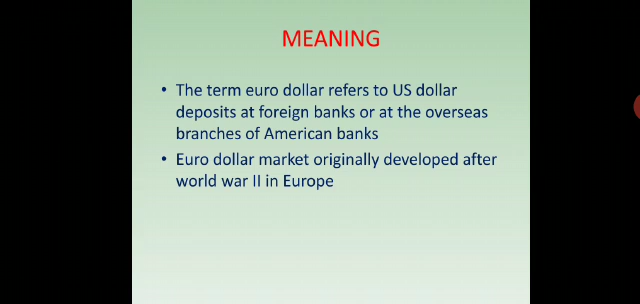 MEANING
• The term euro dollar refers to US dollar
deposits at foreign banks or at the overseas
branches of American banks
• Euro dollar market originally developed after
world war II in Europe